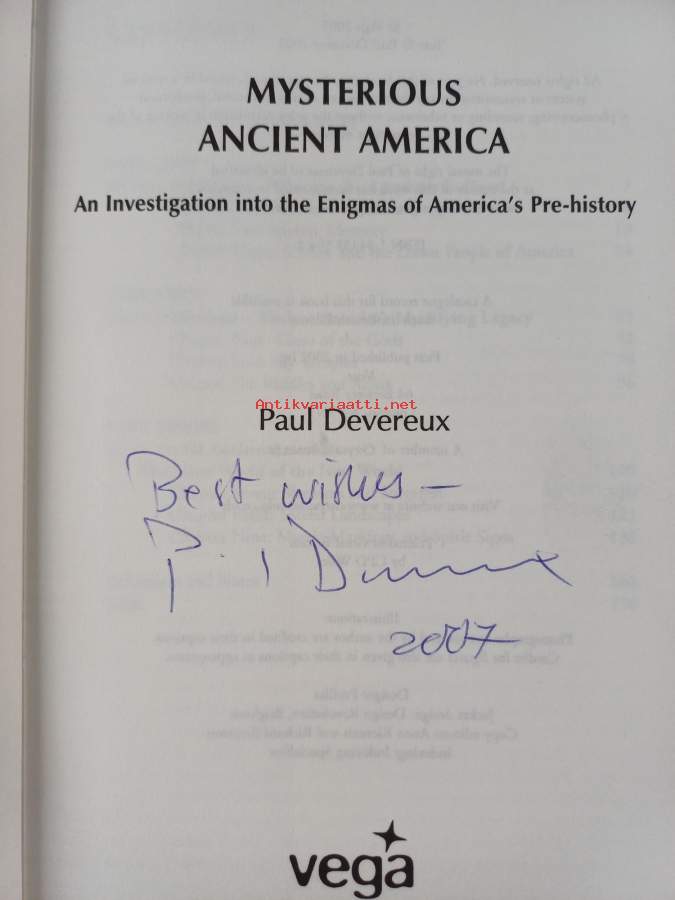 MYSTERIOUS
ANCIENT AMERICA
An Investigation into the Enigmas of America's Pre-history
Antikvariaatti.net
Paul Devereux
Best wishes —
2007
vega